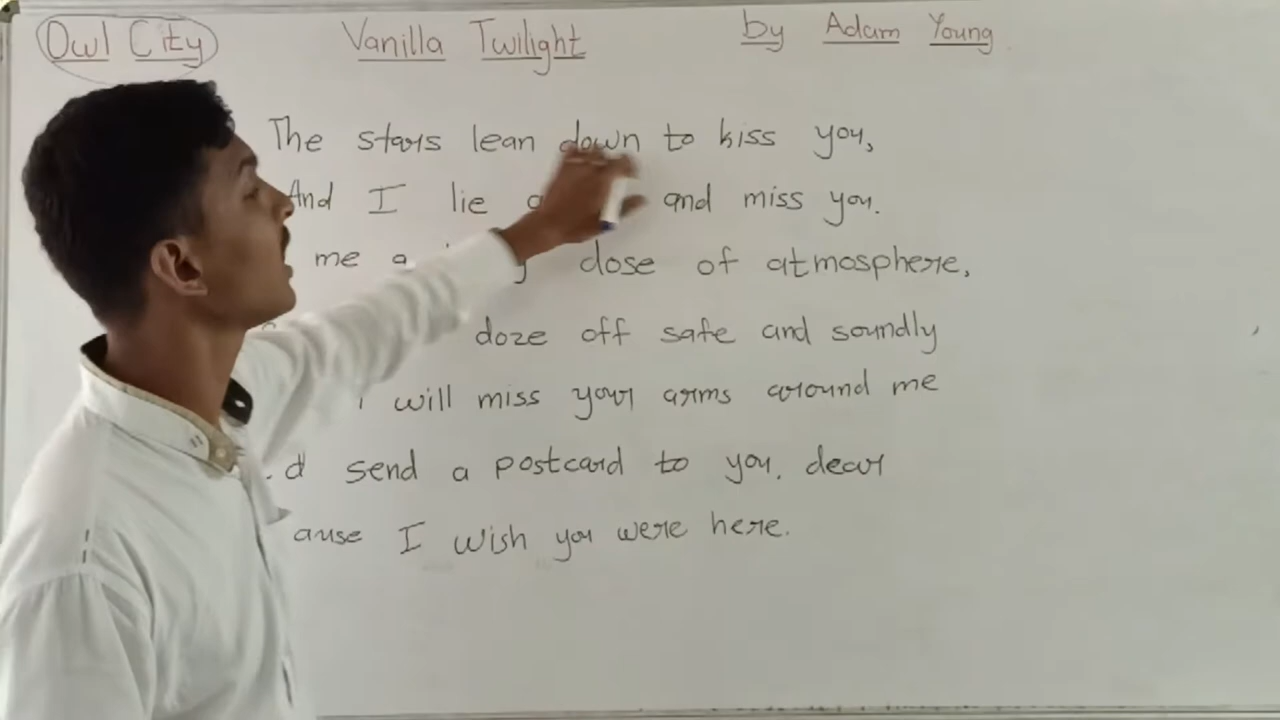 Owl City Vanilla Twilight by Adam Young
The stars lean down to kiss you,
And I lie and miss you.
me a dose of atmosphere,
doze off safe and soundly
will miss your arms around me
send a postcard to you, dear
ause I wish you were here.